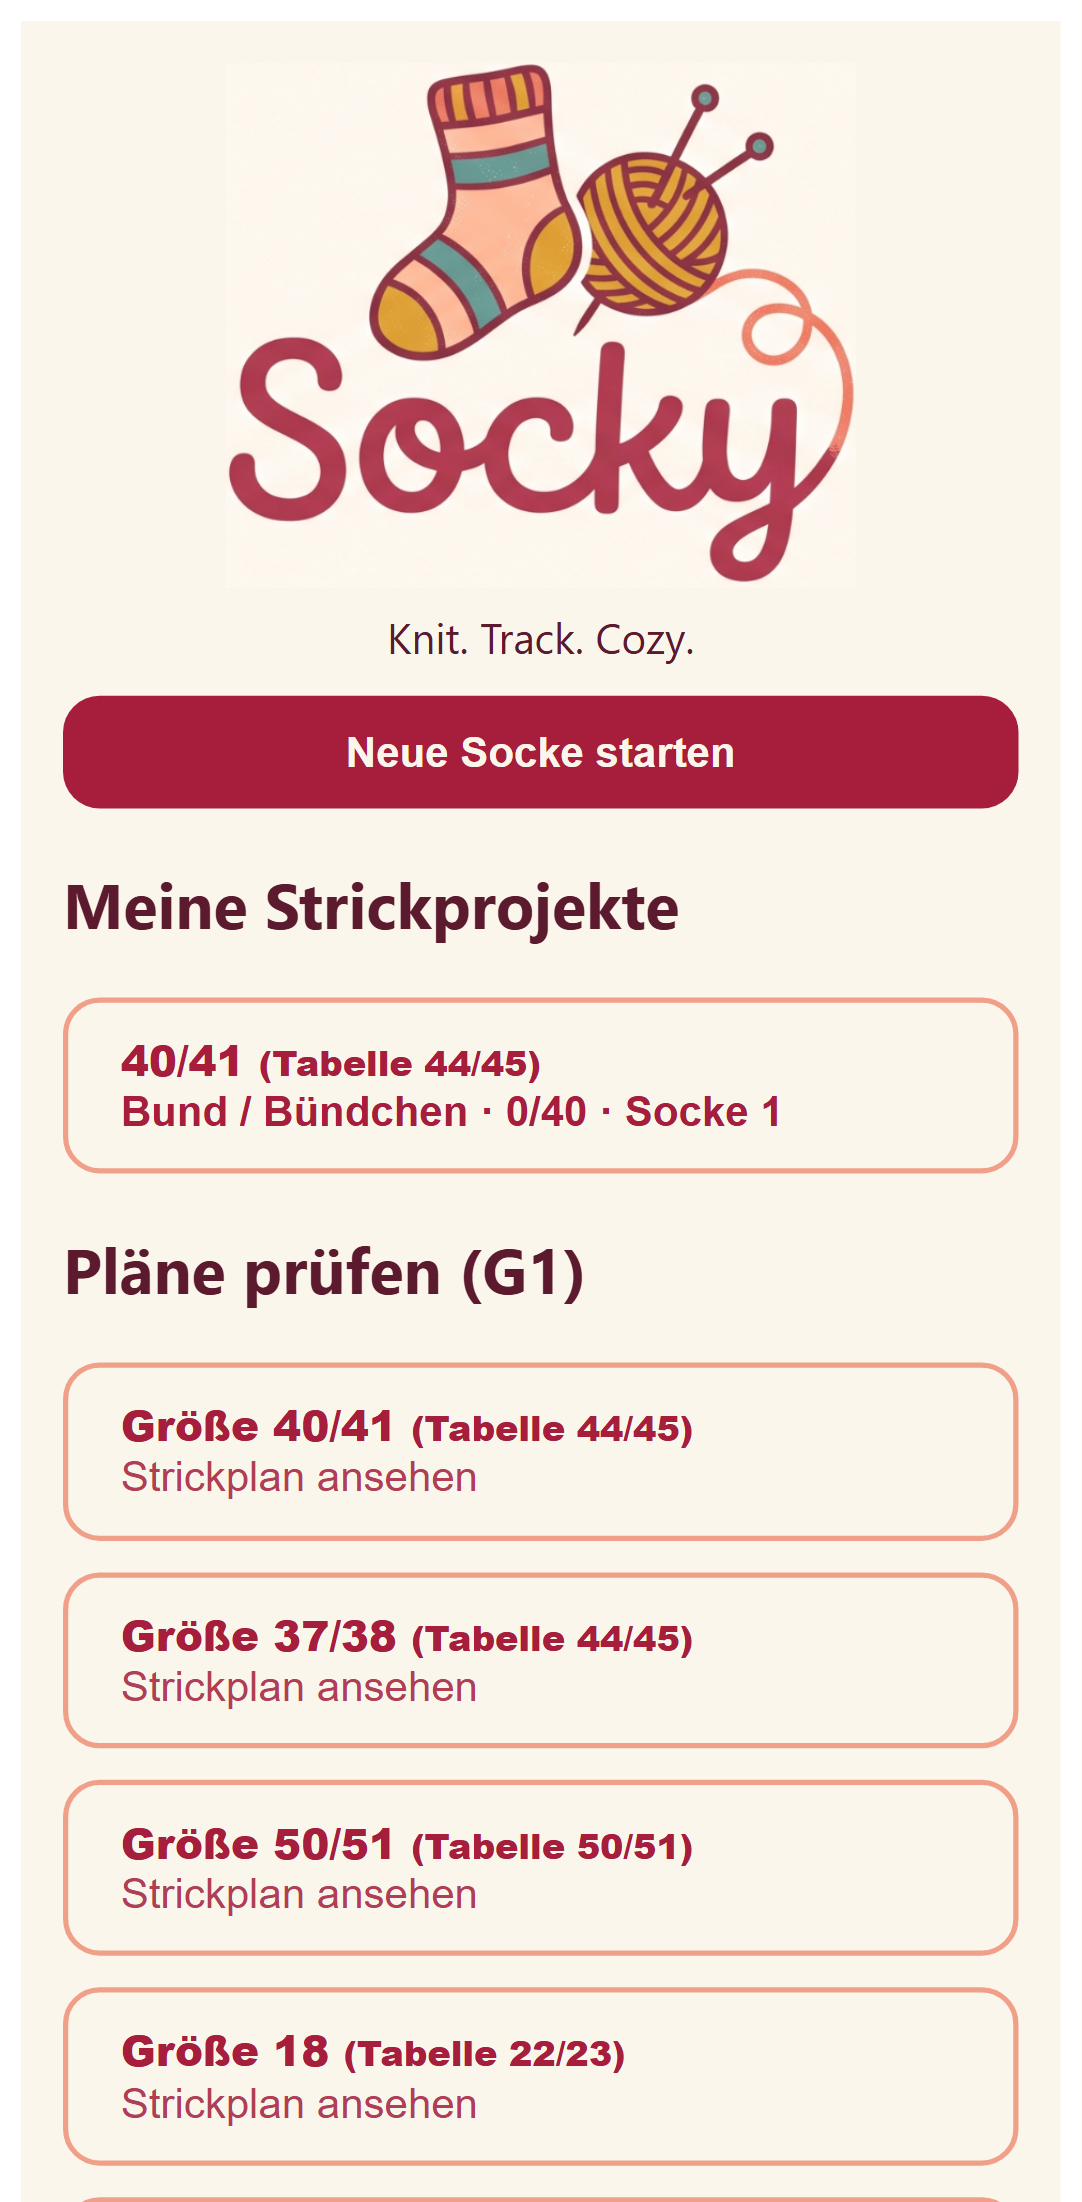 Socky
Knit. Track. Cozy.
Neue Socke starten
Meine Strickprojekte
40/41 (Tabelle 44/45)
Bund / Bündchen · 0/40 · Socke 1
Pläne prüfen (G1)
Größe 40/41 (Tabelle 44/45)
Strickplan ansehen
Größe 37/38 (Tabelle 44/45)
Strickplan ansehen
Größe 50/51 (Tabelle 50/51)
Strickplan ansehen
Größe 18 (Tabelle 22/23)
Strickplan ansehen